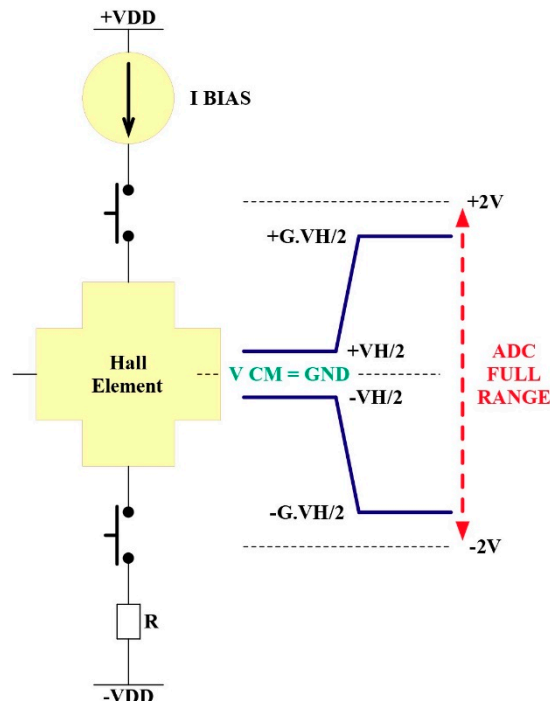 +VDD
I BIAS
+2V
+G.VH/2
Hall
Element
+VH/2
V CM = GND
-VH/2
ADC
FULL
RANGE
-G.VH/2
-2V
R
-VDD